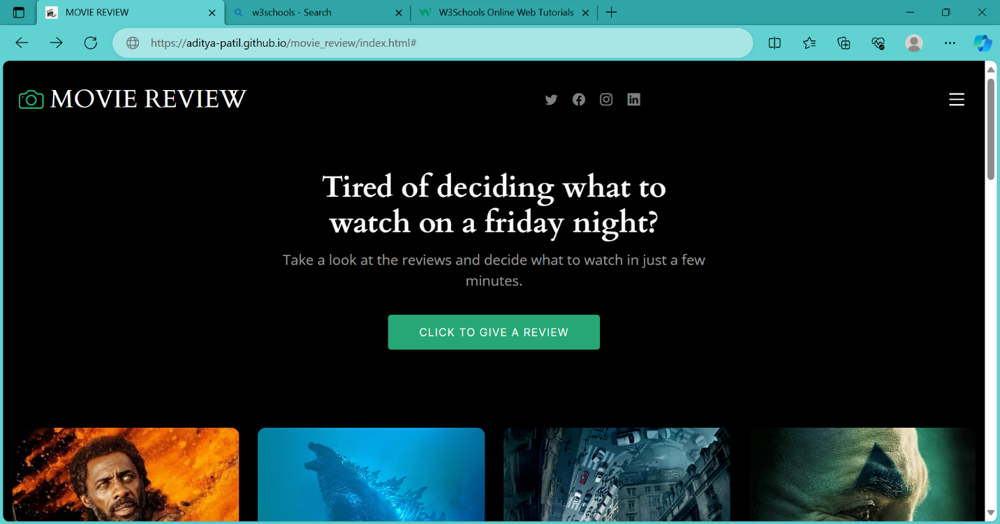 MOVIE REVIEW
w3schools - Search
W3Schools Online Web Tutorials
https://aditya-patil.github.io/movie_review/index.html#
MOVIE REVIEW
Tired of deciding what to
watch on a friday night?
Take a look at the reviews and decide what to watch in just a few
minutes.
CLICK TO GIVE A REVIEW